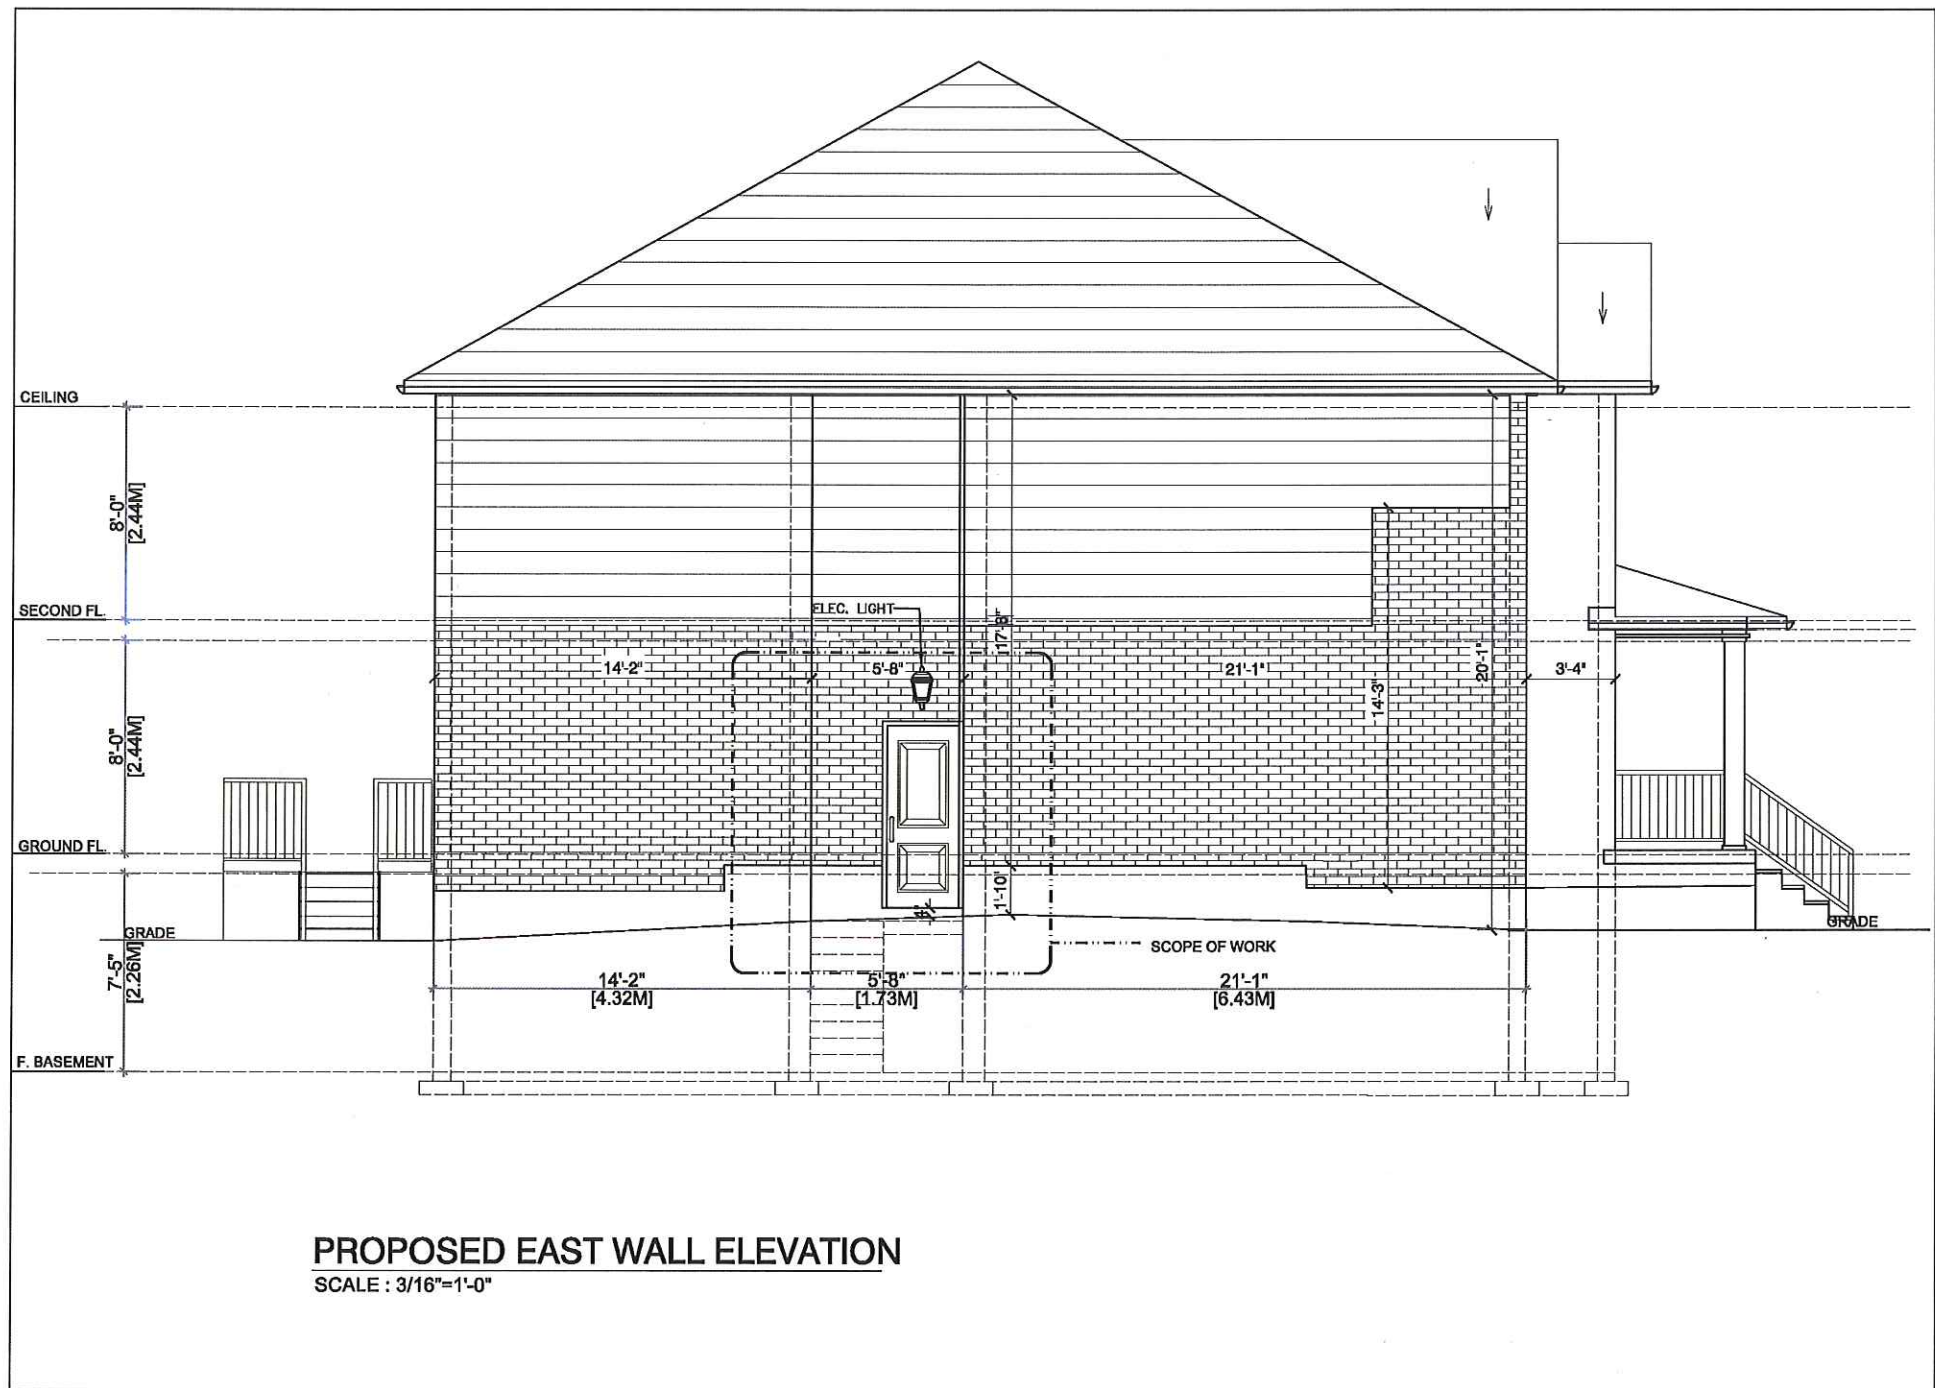 CEILING
8'-0"
[2.44M]
SECOND FL.
ELEC. LIGHT
17'-8"
14'-2"
5'-8"
21'-1"
20'-1"
3'-4"
14'-3"
8'-0"
[2.44M]
GROUND FL.
1'-10"
4"
GRADE
GRADE
SCOPE OF WORK
7'-5"
[2.26M]
14'-2"
[4.32M]
5'-8"
[1.73M]
21'-1"
[6.43M]
F. BASEMENT
PROPOSED EAST WALL ELEVATION
SCALE : 3/16"=1'-0"